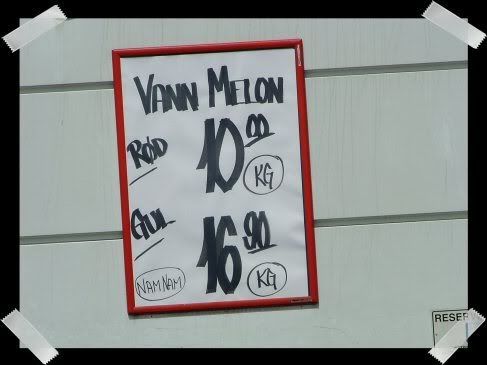 VANN MELON
RØD 10 00 KG
GUL 16 90 KG
NAM NAM
RESER